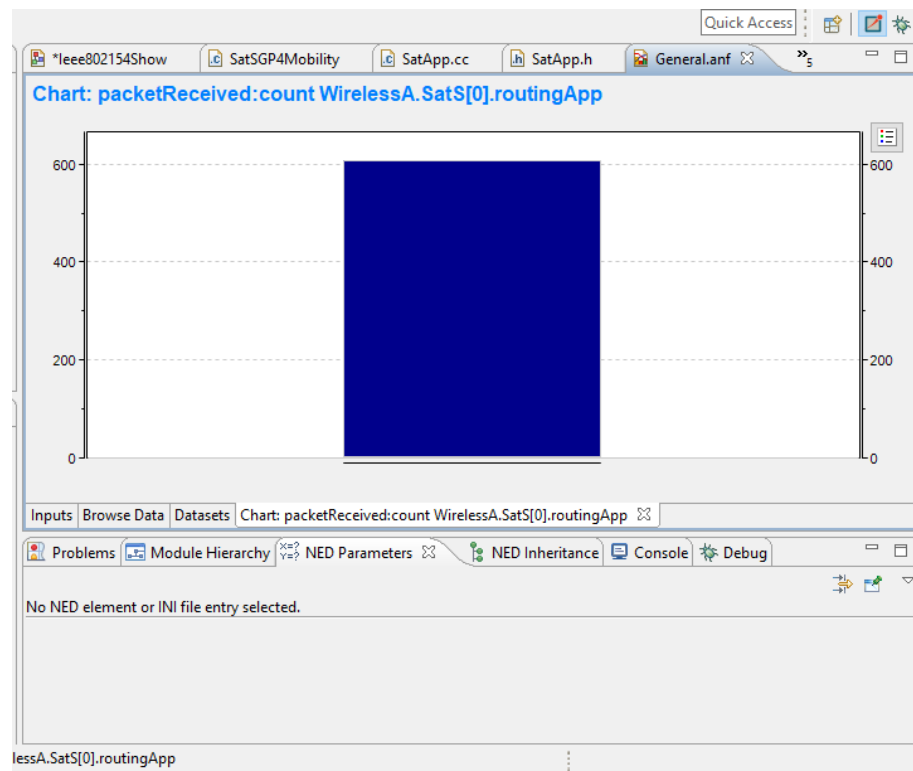 Quick Access
*Ieee802154Show SatSGP4Mobility SatApp.cc SatApp.h General.anf »5
Chart: packetReceived:count WirelessA.SatS[0].routingApp
600 600
400 400
200 200
0 0
Inputs Browse Data Datasets Chart: packetReceived:count WirelessA.SatS[0].routingApp
Problems Module Hierarchy X=? Y=? NED Parameters NED Inheritance Console Debug
No NED element or INI file entry selected.
lessA.SatS[0].routingApp